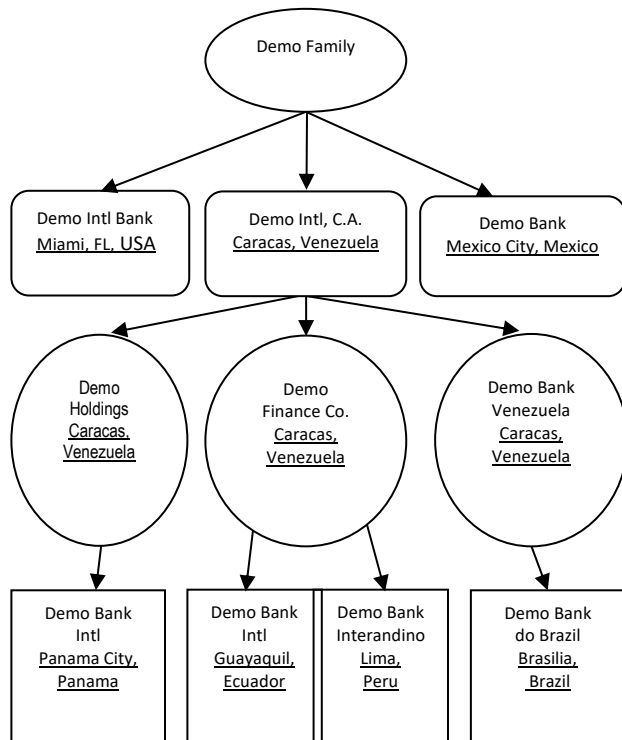 Demo Family
Demo Intl Bank
Miami, FL, USA
Demo Intl, C.A.
Caracas, Venezuela
Demo Bank
Mexico City, Mexico
Demo
Holdings
Caracas,
Venezuela
Demo
Finance Co.
Caracas,
Venezuela
Demo Bank
Venezuela
Caracas,
Venezuela
Demo Bank
Intl
Panama City,
Panama
Demo Bank
Intl
Guayaquil,
Ecuador
Demo Bank
Interandino
Lima,
Peru
Demo Bank
do Brazil
Brasilia,
Brazil